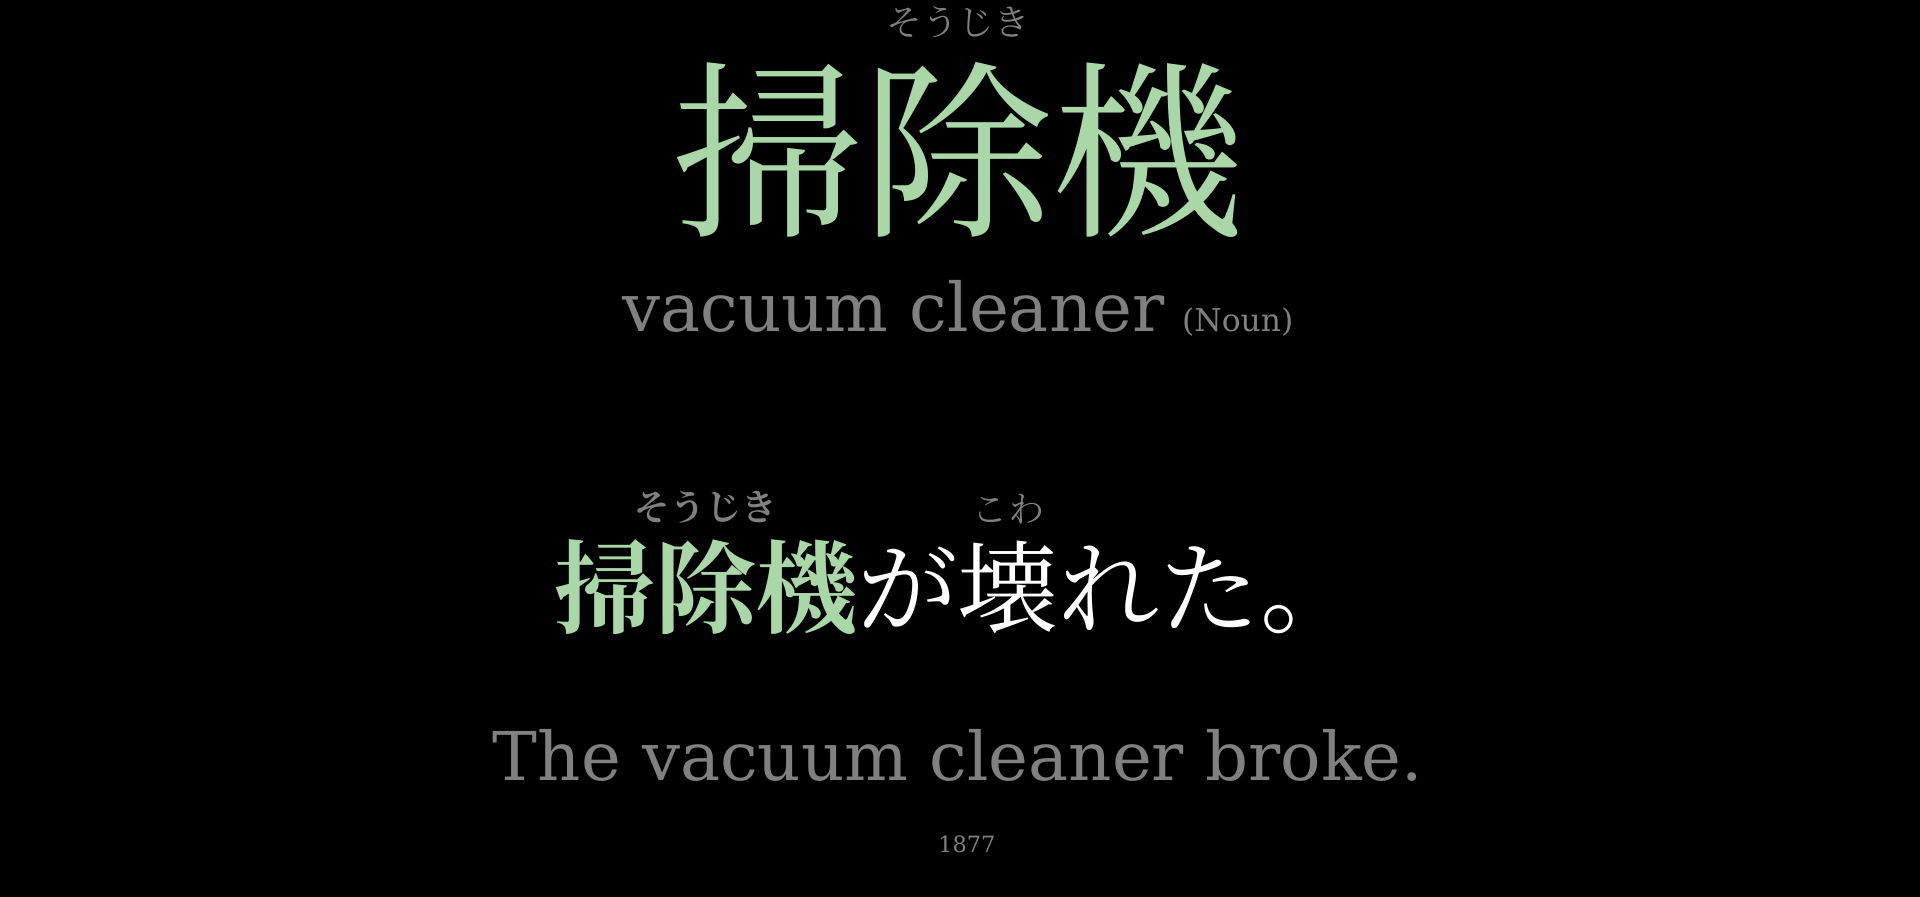 そうじき
掃除機
vacuum cleaner (Noun)
そうじき こわ
掃除機が壊れた。
The vacuum cleaner broke.
1877